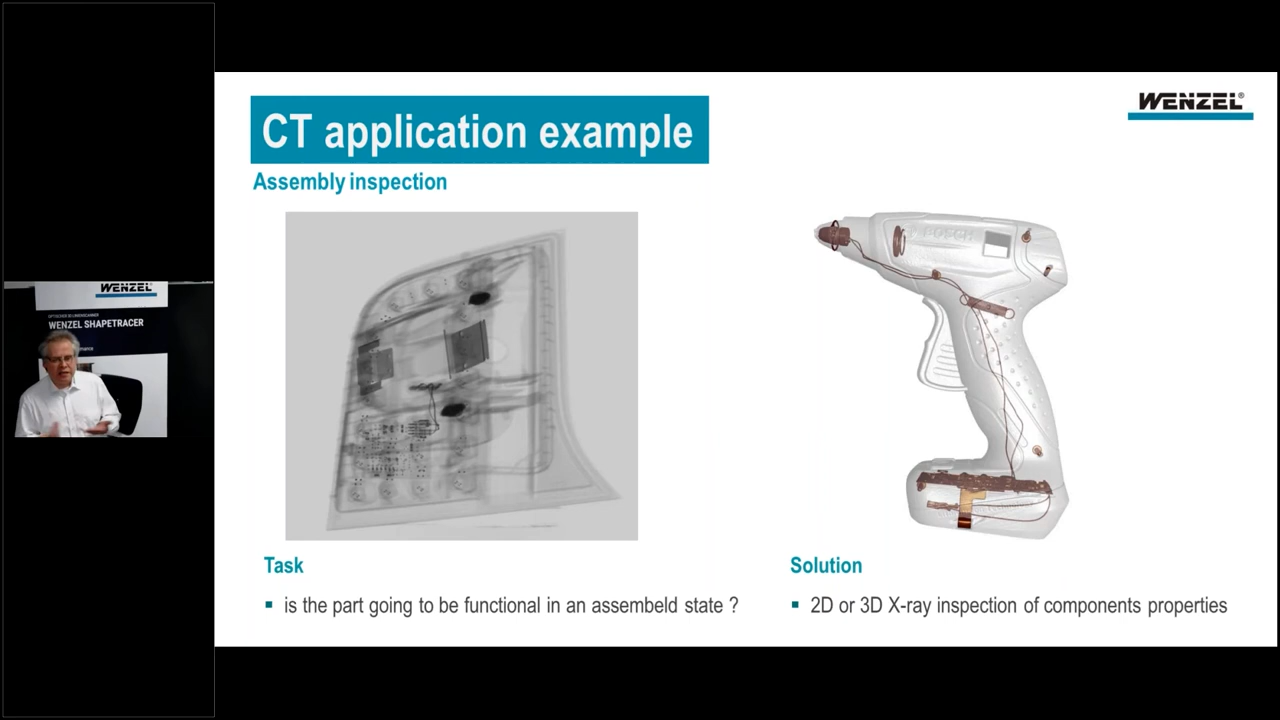 CT application example
WENZEL®
Assembly inspection
BOSCH
WENZEL
WENZEL SHAPETRACER
Task
Solution
▪ is the part going to be functional in an assembeld state ?
▪ 2D or 3D X-ray inspection of components properties